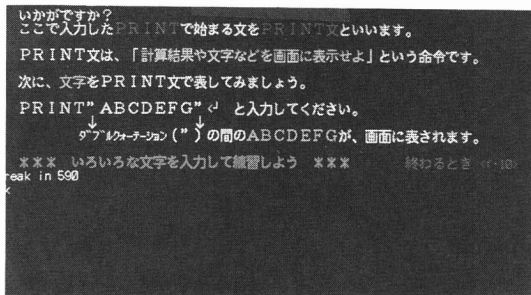 いかがですか?
ここで入力したPRINTで始まる文をPRINT文といいます。
PRINT文は、「計算結果や文字などを画面に表示せよ」という命令です。
次に、文字をPRINT文で表してみましょう。
PRINT"ABCDEFG"↵ と入力してください。
↓ ↓
ダブルクォーテーション(")の間のABCDEFGが、画面に表されます。
*** いろいろな文字を入力して練習しよう *** 終わるとき <f・10>
reak in 590
k